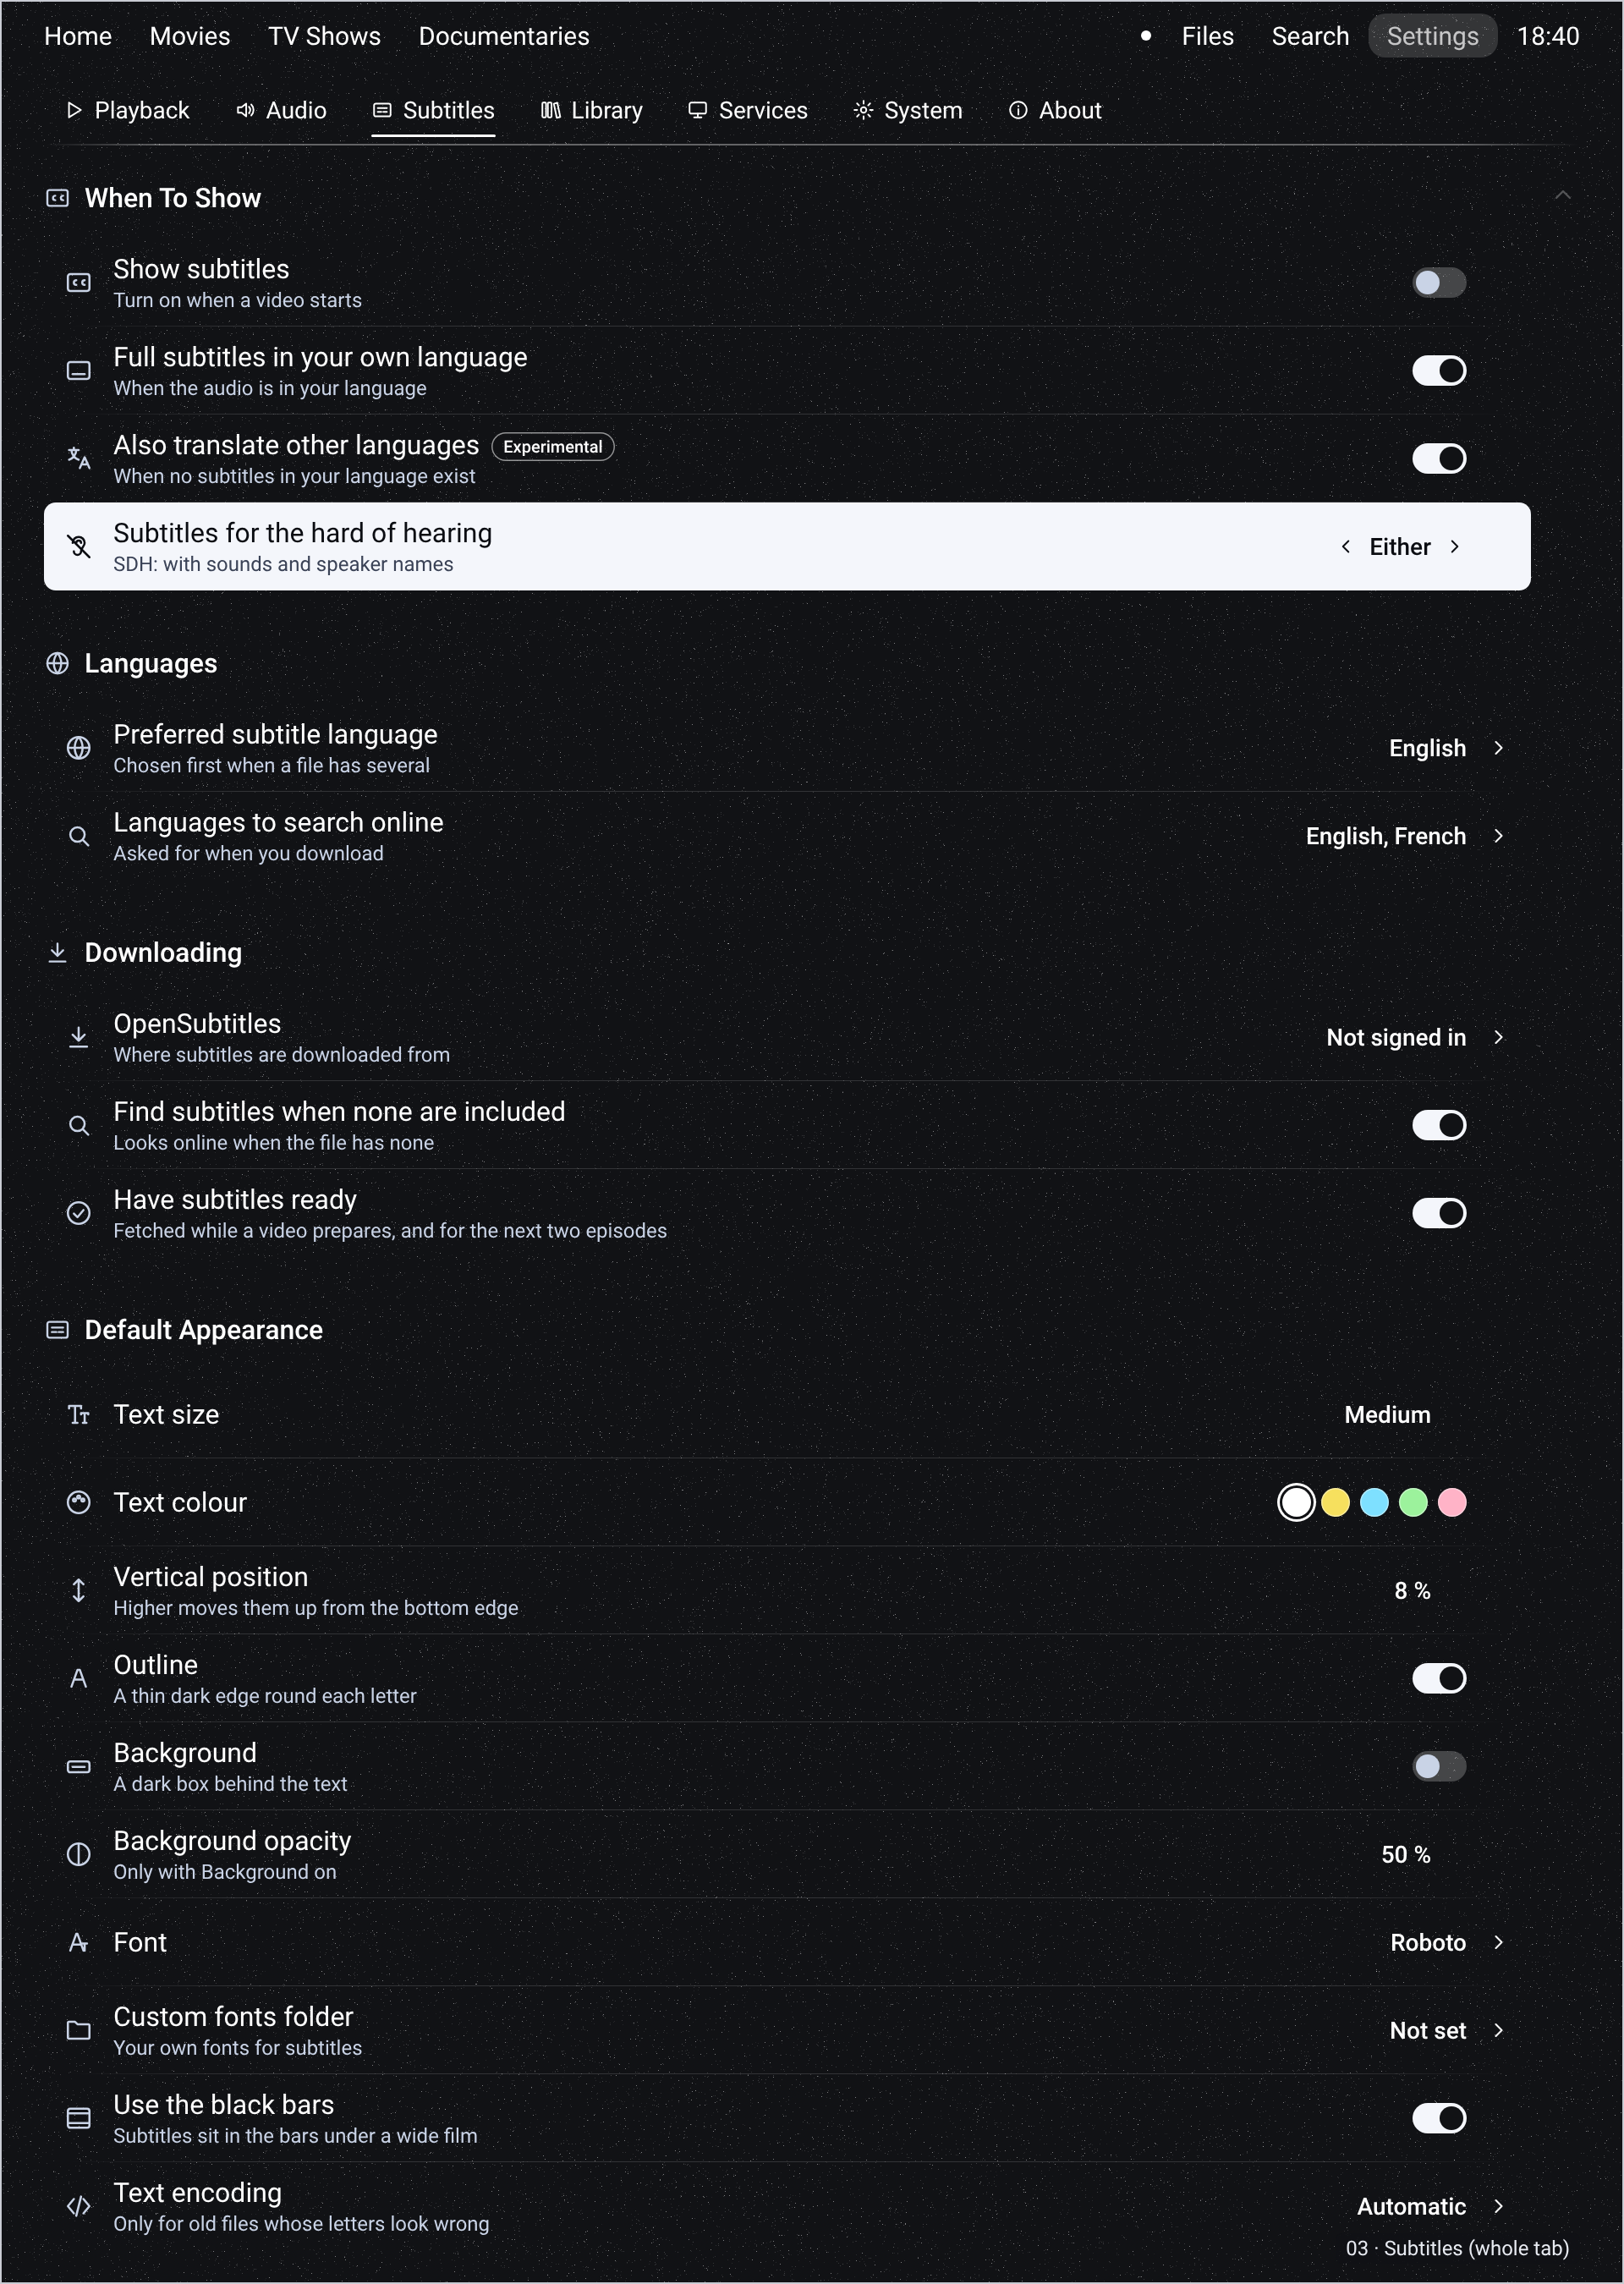 Home Movies TV Shows Documentaries Files Search Settings 18:40
Playback Audio Subtitles Library Services System About
When To Show
Show subtitles
Turn on when a video starts
Full subtitles in your own language
When the audio is in your language
Also translate other languages Experimental
When no subtitles in your language exist
Subtitles for the hard of hearing
SDH: with sounds and speaker names
Either
Languages
Preferred subtitle language
Chosen first when a file has several
English
Languages to search online
Asked for when you download
English, French
Downloading
OpenSubtitles
Where subtitles are downloaded from
Not signed in
Find subtitles when none are included
Looks online when the file has none
Have subtitles ready
Fetched while a video prepares, and for the next two episodes
Default Appearance
Text size
Medium
Text colour
Vertical position
Higher moves them up from the bottom edge
8 %
Outline
A thin dark edge round each letter
Background
A dark box behind the text
Background opacity
Only with Background on
50 %
Font
Roboto
Custom fonts folder
Your own fonts for subtitles
Not set
Use the black bars
Subtitles sit in the bars under a wide film
Text encoding
Only for old files whose letters look wrong
Automatic
03 · Subtitles (whole tab)